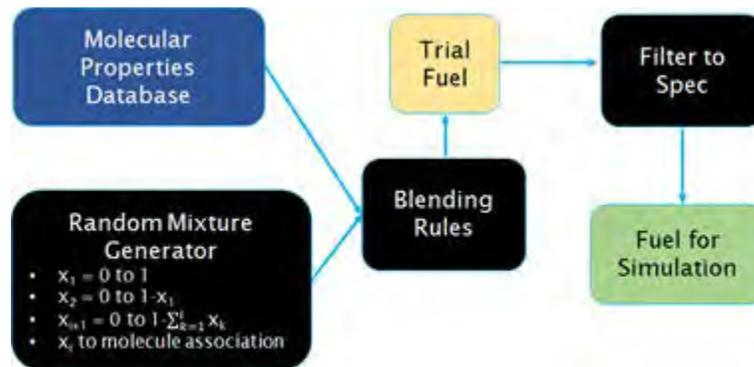 Molecular
Properties
Database
Trial
Fuel
Filter to
Spec
Random Mixture
Generator
• x₁ = 0 to 1
• x₂ = 0 to 1-x₁
• xᵢ₊₁ = 0 to 1-∑ⁱₖ₌₁ xₖ
• xᵢ to molecule association
Blending
Rules
Fuel for
Simulation